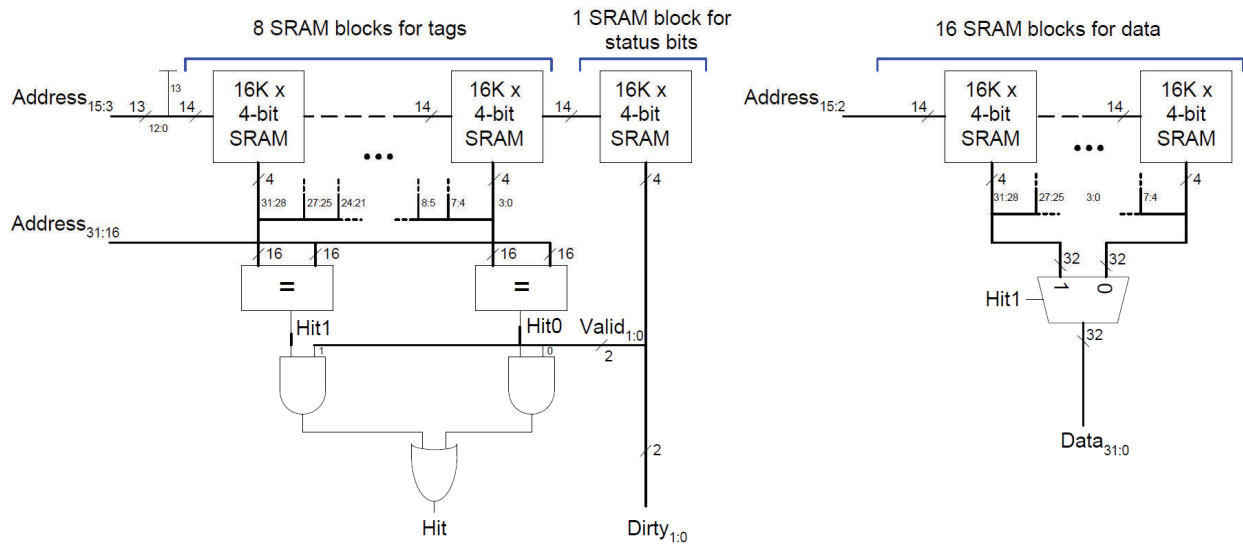 8 SRAM blocks for tags
1 SRAM block for
status bits
16 SRAM blocks for data
Address15:3
13
12:0
13
14
16K x
4-bit
SRAM
14
16K x
4-bit
SRAM
14
16K x
4-bit
SRAM
Address15:2
14
16K x
4-bit
SRAM
14
16K x
4-bit
SRAM
4
31:28
27:25
24:21
8:5
7:4
4
3:0
4
4
31:28
27:25
3:0
7:4
4
Address31:16
16
16
16
16
=
=
Hit1
Hit0
Valid1:0
2
1
0
Hit
2
Dirty1:0
32
32
Hit1
1
0
32
Data31:0